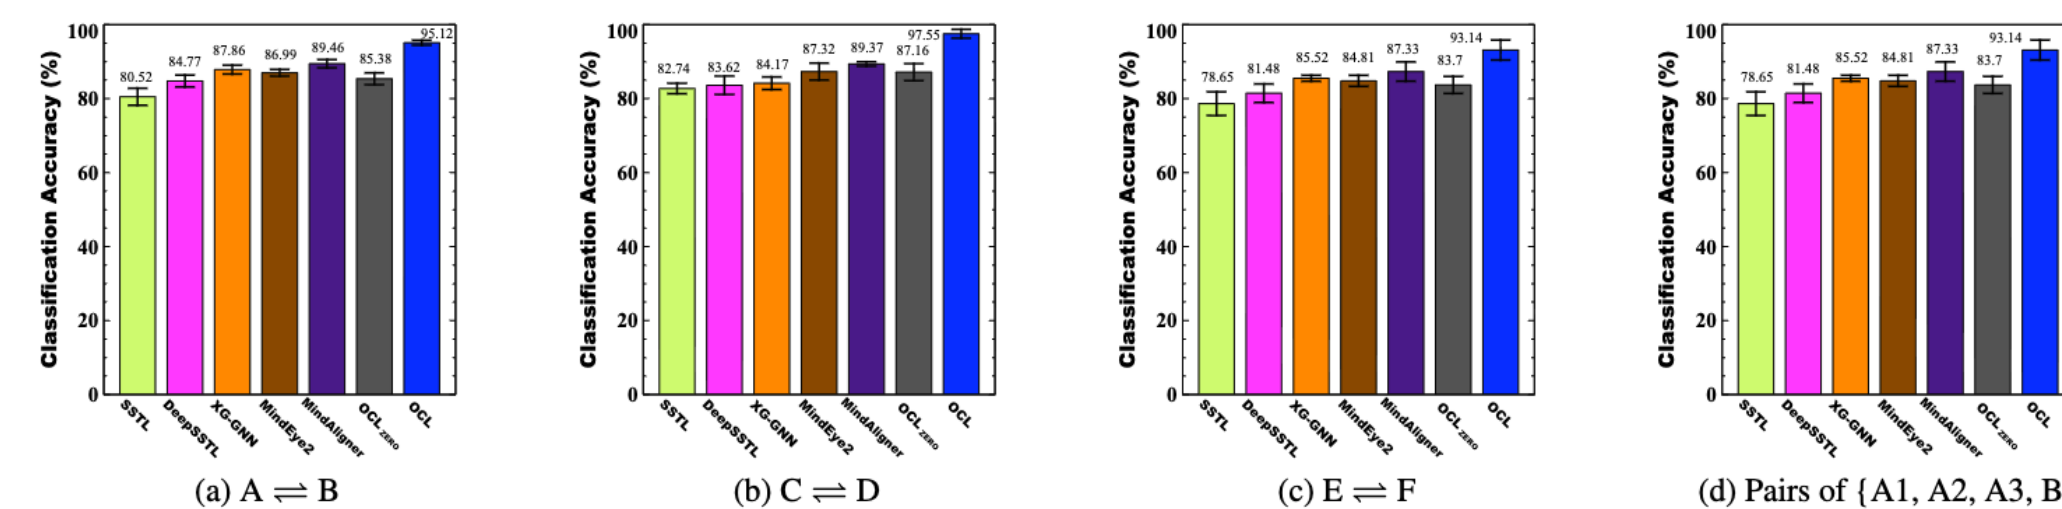 Classification Accuracy (%)
100
80
60
40
20
0
80.52
84.77
87.86
86.99
89.46
85.38
95.12
SSTL
DeepSSTL
XG-GNN
MindEye2
MindAligner
OCL ZERO
OCL
(a) A ⇌ B
Classification Accuracy (%)
100
80
60
40
20
0
82.74
83.62
84.17
87.32
89.37
87.16
97.55
SSTL
DeepSSTL
XG-GNN
MindEye2
MindAligner
OCL ZERO
OCL
(b) C ⇌ D
Classification Accuracy (%)
100
80
60
40
20
0
78.65
81.48
85.52
84.81
87.33
83.7
93.14
SSTL
DeepSSTL
XG-GNN
MindEye2
MindAligner
OCL ZERO
OCL
(c) E ⇌ F
Classification Accuracy (%)
100
80
60
40
20
0
78.65
81.48
85.52
84.81
87.33
83.7
93.14
SSTL
DeepSSTL
XG-GNN
MindEye2
MindAligner
OCL ZERO
OCL
(d) Pairs of {A1, A2, A3, B